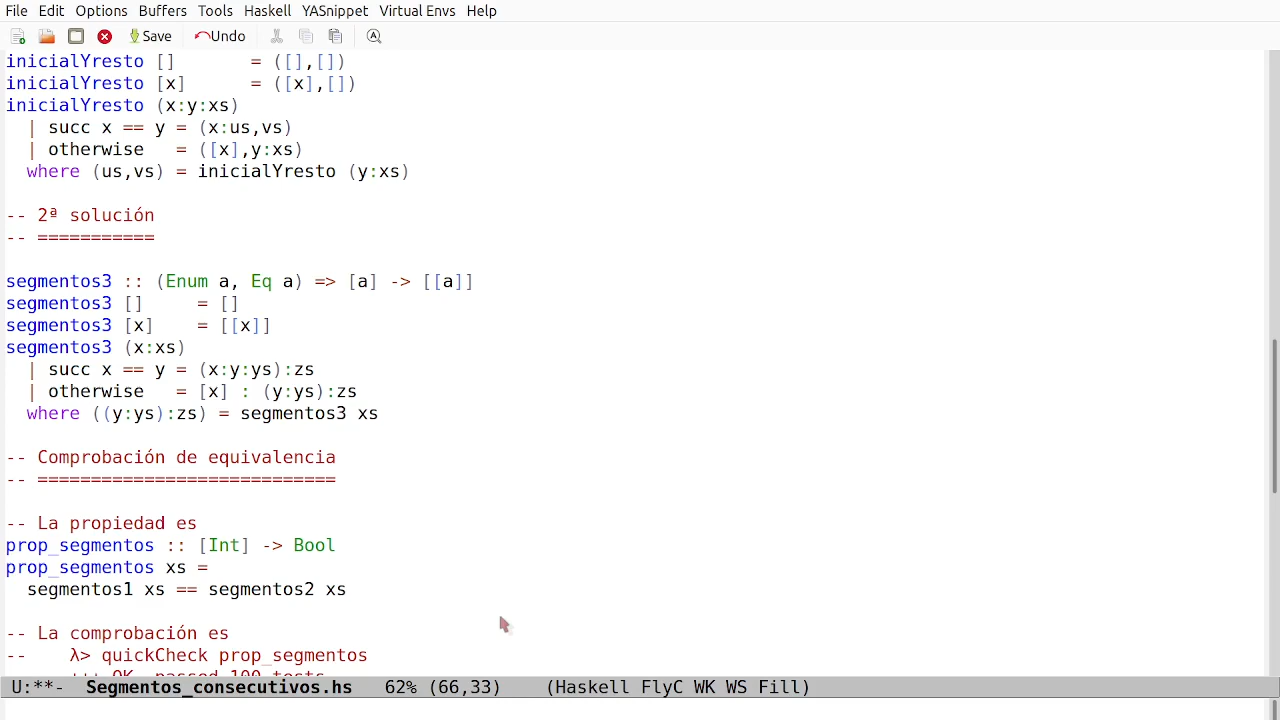 File Edit Options Buffers Tools Haskell YASnippet Virtual Envs Help
Save Undo
inicialYresto []       = ([],[])
inicialYresto [x]      = ([x],[])
inicialYresto (x:y:xs)
  | succ x == y = (x:us,vs)
  | otherwise   = ([x],y:xs)
  where (us,vs) = inicialYresto (y:xs)
-- 2ª solución
-- ===========
segmentos3 :: (Enum a, Eq a) => [a] -> [[a]]
segmentos3 []     = []
segmentos3 [x]    = [[x]]
segmentos3 (x:xs)
  | succ x == y = (x:y:ys):zs
  | otherwise   = [x] : (y:ys):zs
  where ((y:ys):zs) = segmentos3 xs
-- Comprobación de equivalencia
-- ============================
-- La propiedad es
prop_segmentos :: [Int] -> Bool
prop_segmentos xs =
  segmentos1 xs == segmentos2 xs
-- La comprobación es
--    λ> quickCheck prop_segmentos
--    +++ OK, passed 100 tests.
U:**-  Segmentos_consecutivos.hs   62% (66,33)    (Haskell FlyC WK WS Fill)